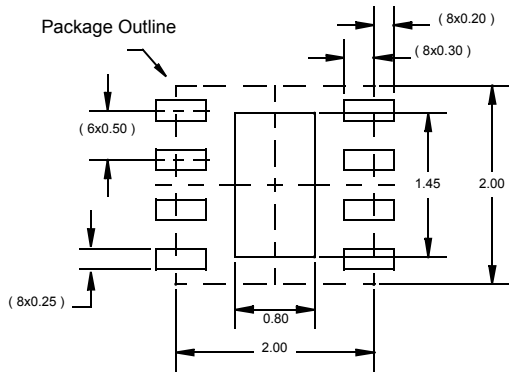 ( 8x0.20 )
Package Outline
( 8x0.30 )
( 6x0.50 )
1.45
2.00
( 8x0.25 )
0.80
2.00